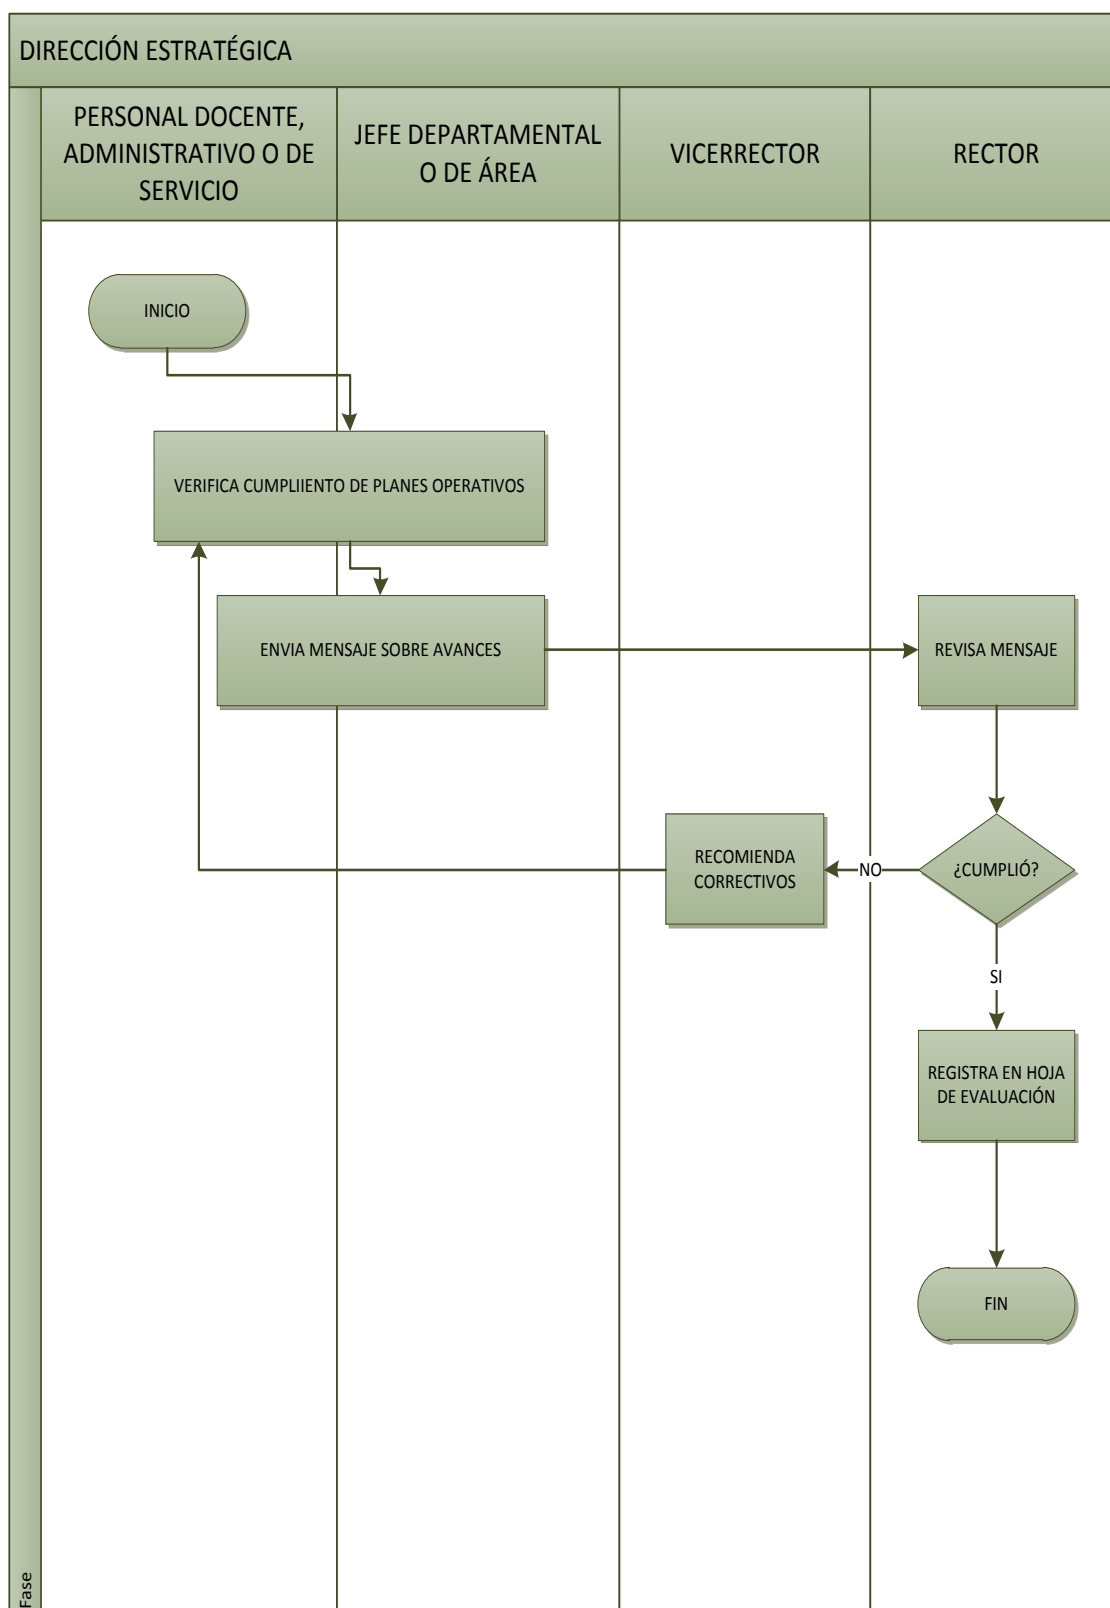 DIRECCIÓN ESTRATÉGICA
PERSONAL DOCENTE,
ADMINISTRATIVO O DE
SERVICIO
JEFE DEPARTAMENTAL
O DE ÁREA
VICERRECTOR
RECTOR
INICIO
VERIFICA CUMPLIIENTO DE PLANES OPERATIVOS
ENVIA MENSAJE SOBRE AVANCES
REVISA MENSAJE
RECOMIENDA
CORRECTIVOS
NO
¿CUMPLIÓ?
SI
REGISTRA EN HOJA
DE EVALUACIÓN
FIN
Fase